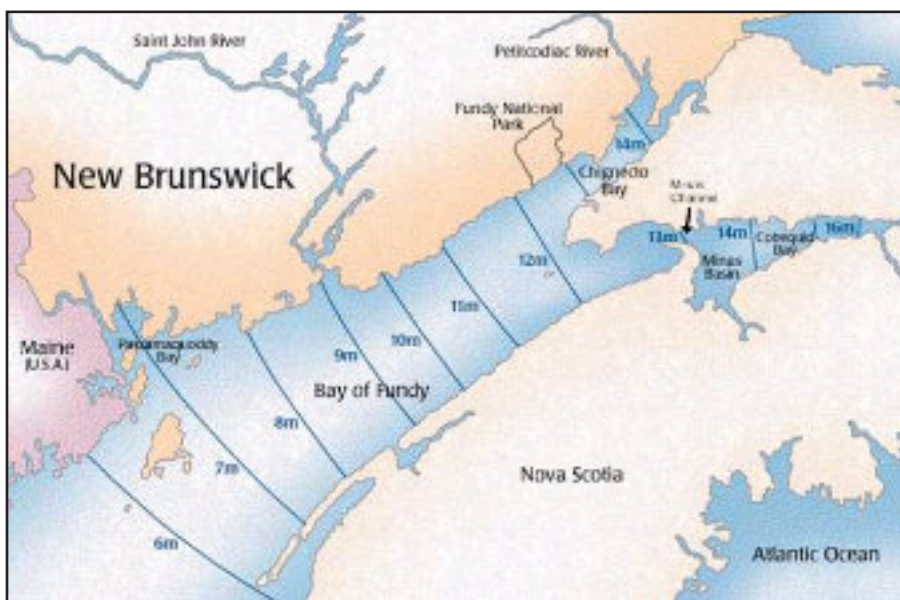 Saint John River
Petitcodiac River
Fundy National
Park
14m
New Brunswick
Chignecto
Bay
Minas
Channel
13m
14m
Cobequid
Bay
16m
12m
Minas
Basin
11m
Maine
(U.S.A)
Passamaquoddy
Bay
10m
9m
Bay of Fundy
8m
7m
Nova Scotia
6m
Atlantic Ocean